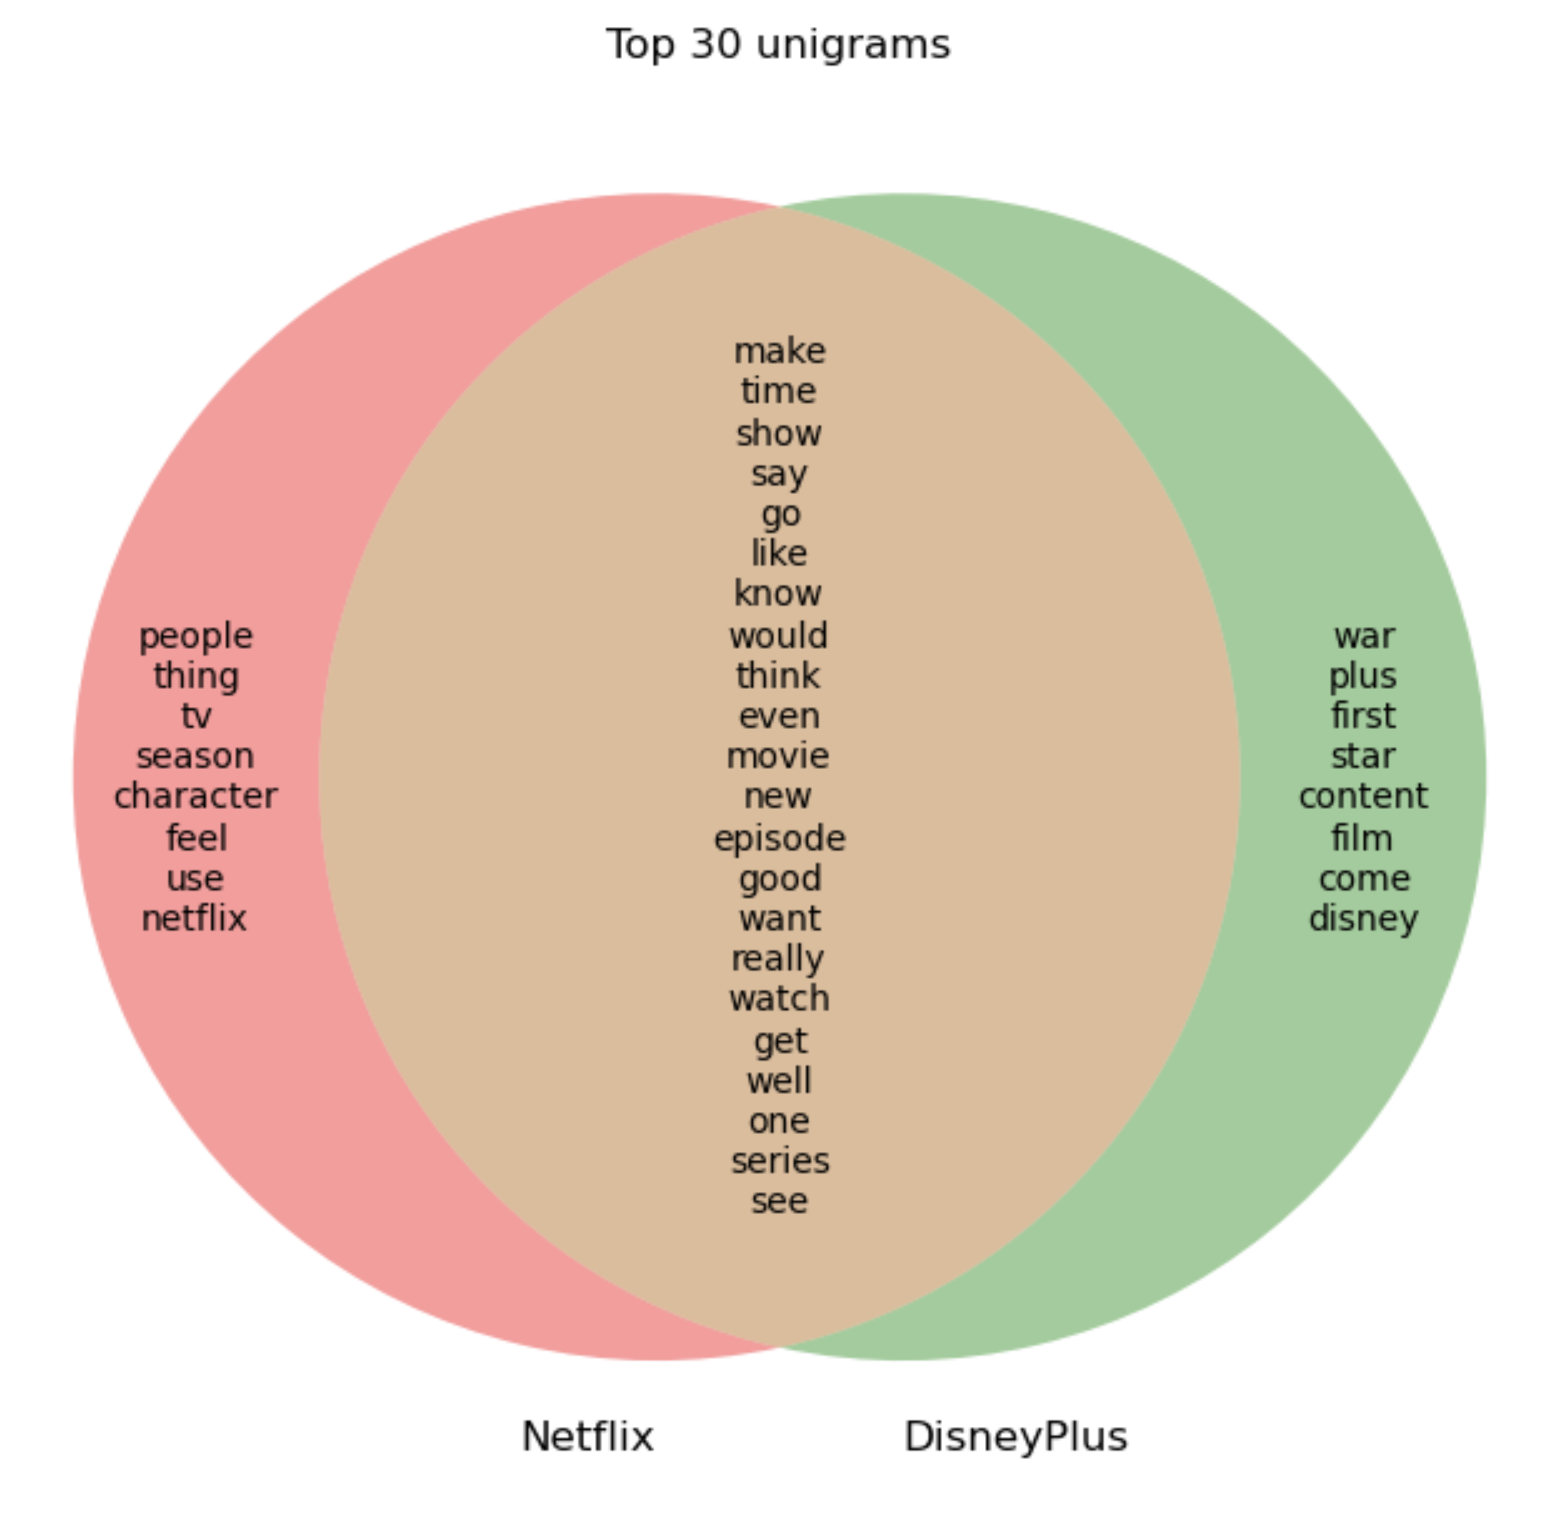 Top 30 unigrams
people
thing
tv
season
character
feel
use
netflix
make
time
show
say
go
like
know
would
think
even
movie
new
episode
good
want
really
watch
get
well
one
series
see
war
plus
first
star
content
film
come
disney
Netflix
DisneyPlus